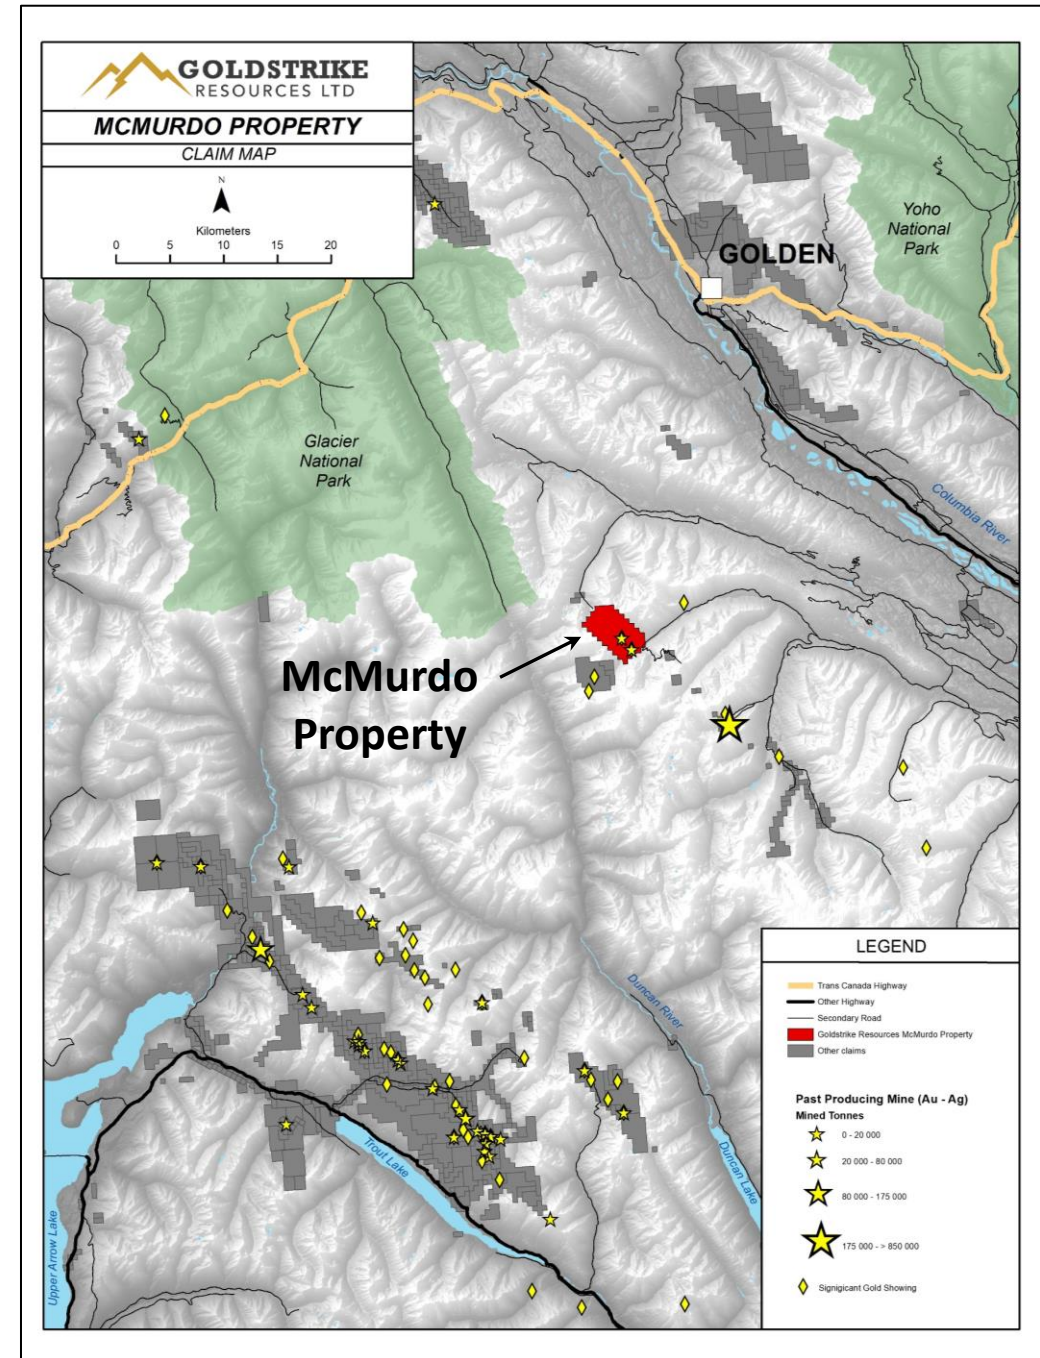 GOLDSTRIKE
RESOURCES LTD
MCMURDO PROPERTY
CLAIM MAP
N
Kilometers
0 5 10 15 20
Yoho
National
Park
GOLDEN
Glacier
National
Park
Columbia River
McMurdo
Property
Duncan River
Duncan Lake
Trout Lake
Upper Arrow Lake
LEGEND
Trans Canada Highway
Other Highway
Secondary Road
Goldstrike Resources McMurdo Property
Other claims
Past Producing Mine (Au - Ag)
Mined Tonnes
0 - 20 000
20 000 - 80 000
80 000 - 175 000
175 000 - > 850 000
Signigicant Gold Showing